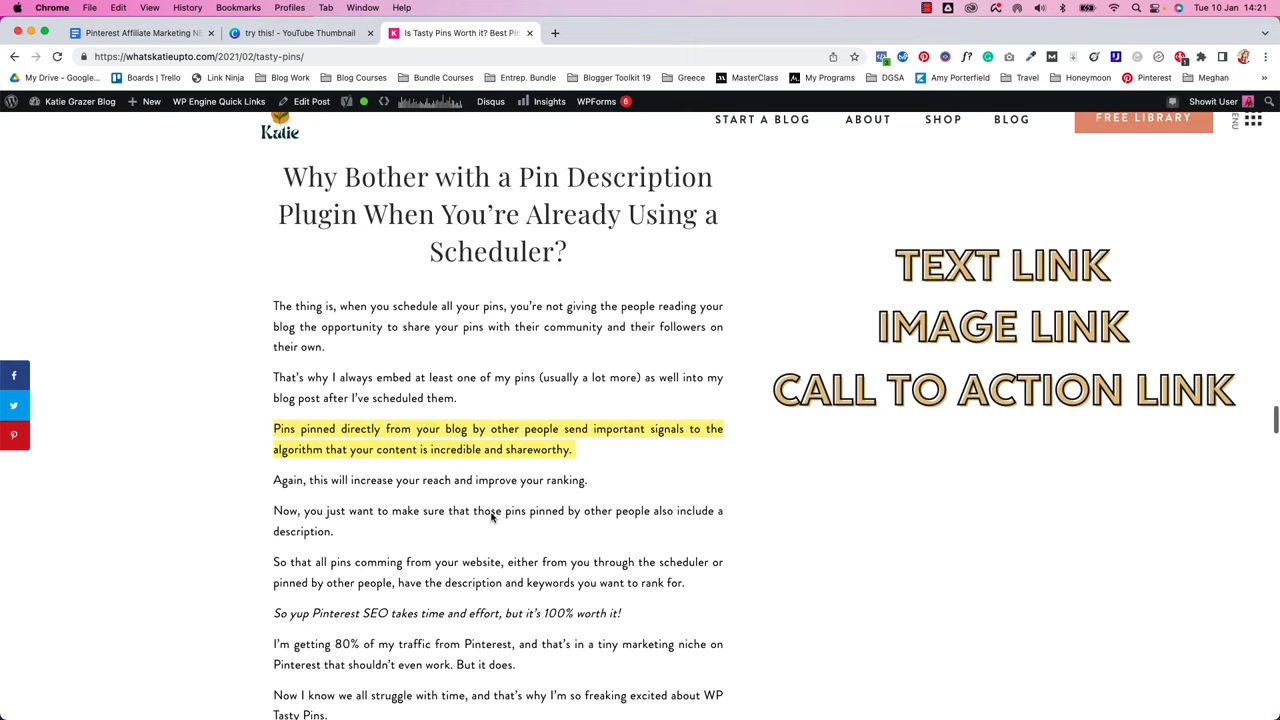 Chrome File Edit View History Bookmarks Profiles Tab Window Help Tue 10 Jan 14:21
Pinterest Affiliate Marketing NE × try this! - YouTube Thumbnail × Is Tasty Pins Worth it? Best Pin ×
https://whatskatieupto.com/2021/02/tasty-pins/
My Drive - Google... Boards | Trello Link Ninja Blog Work Blog Courses Bundle Courses Entrep. Bundle Blogger Toolkit 19 Greece MasterClass My Programs DGSA Amy Porterfield Travel Honeymoon Pinterest Meghan
Katie Grazer Blog New WP Engine Quick Links Edit Post Disqus Insights WPForms 6 Showit User
Katie START A BLOG ABOUT SHOP BLOG FREE LIBRARY MENU
Why Bother with a Pin Description
Plugin When You're Already Using a
Scheduler?
TEXT LINK
IMAGE LINK
CALL TO ACTION LINK
The thing is, when you schedule all your pins, you're not giving the people reading your
blog the opportunity to share your pins with their community and their followers on
their own.
That's why I always embed at least one of my pins (usually a lot more) as well into my
blog post after I've scheduled them.
Pins pinned directly from your blog by other people send important signals to the
algorithm that your content is incredible and shareworthy.
Again, this will increase your reach and improve your ranking.
Now, you just want to make sure that those pins pinned by other people also include a
description.
So that all pins comming from your website, either from you through the scheduler or
pinned by other people, have the description and keywords you want to rank for.
So yup Pinterest SEO takes time and effort, but it's 100% worth it!
I'm getting 80% of my traffic from Pinterest, and that's in a tiny marketing niche on
Pinterest that shouldn't even work. But it does.
Now I know we all struggle with time, and that's why I'm so freaking excited about WP
Tasty Pins.